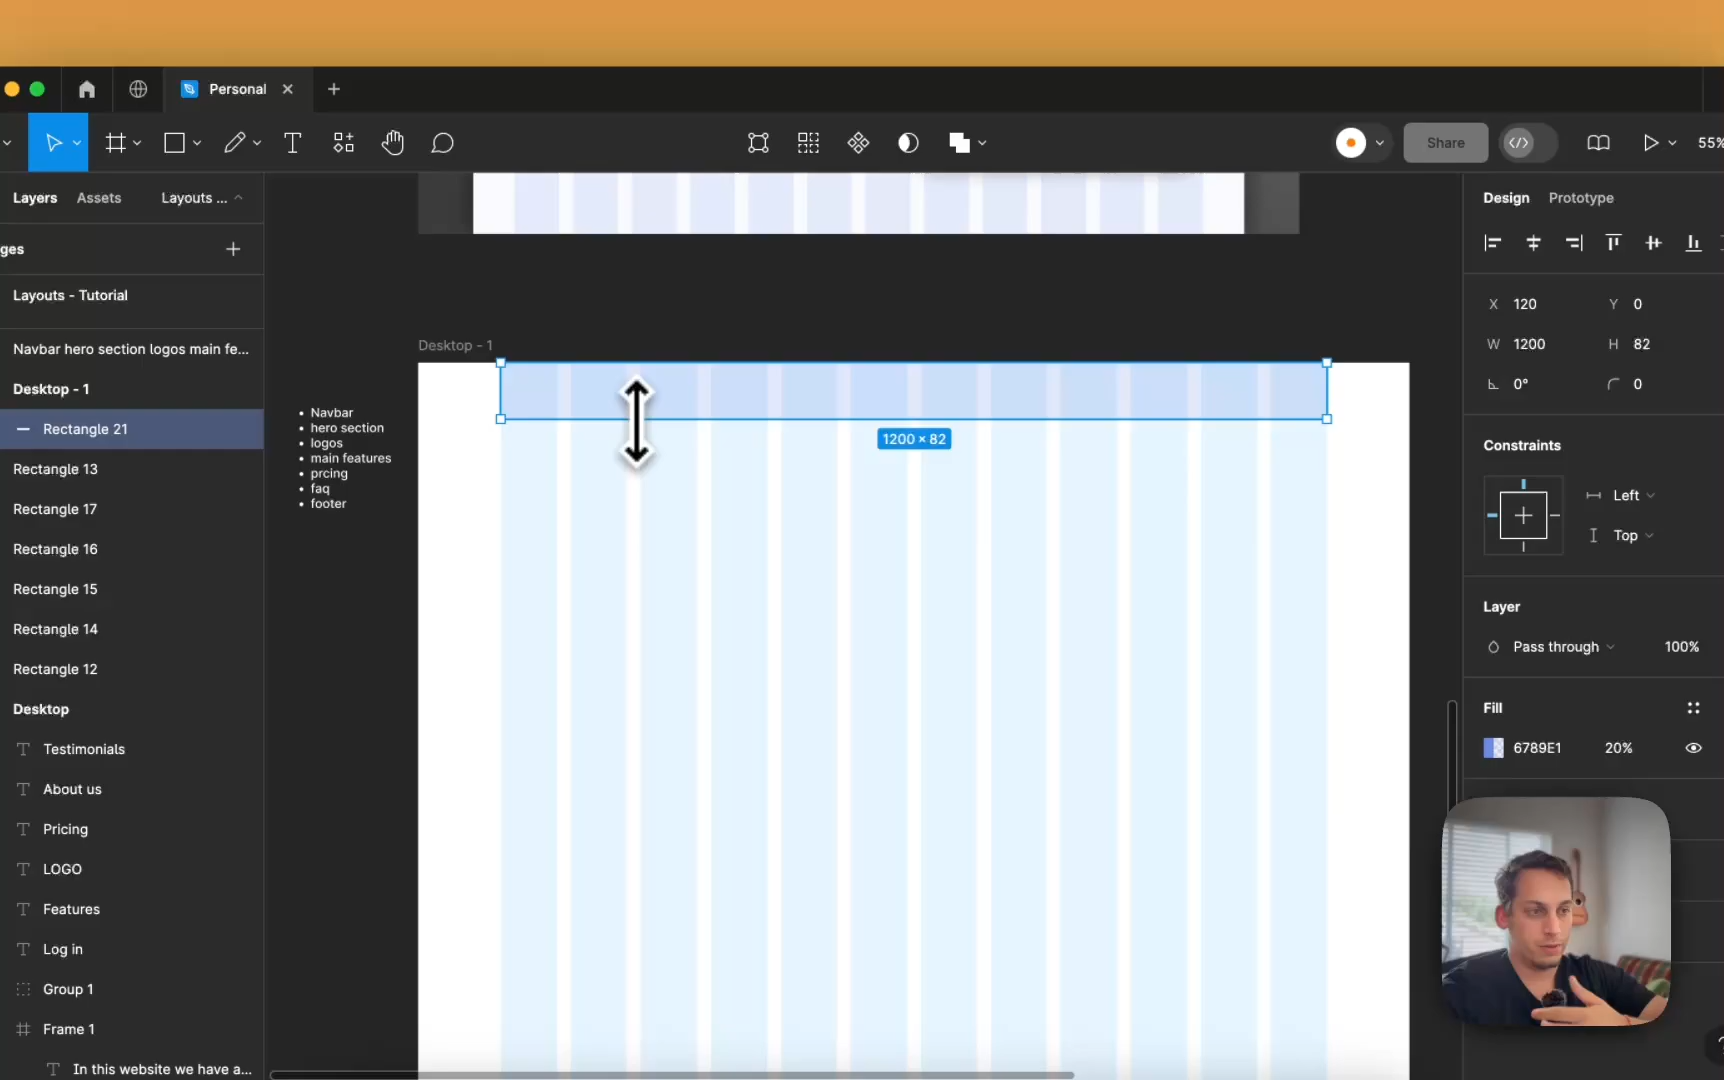 Personal
Share
55%
Layers
Assets
Layouts ...
ges
Layouts - Tutorial
Navbar hero section logos main fe...
Desktop - 1
Rectangle 21
Rectangle 13
Rectangle 17
Rectangle 16
Rectangle 15
Rectangle 14
Rectangle 12
Desktop
Testimonials
About us
Pricing
LOGO
Features
Log in
Group 1
Frame 1
In this website we have a...
Desktop - 1
• Navbar
• hero section
• logos
• main features
• prcing
• faq
• footer
1200 × 82
Design
Prototype
X 120
Y 0
W 1200
H 82
0°
0
Constraints
Left
Top
Layer
Pass through
100%
Fill
6789E1
20%